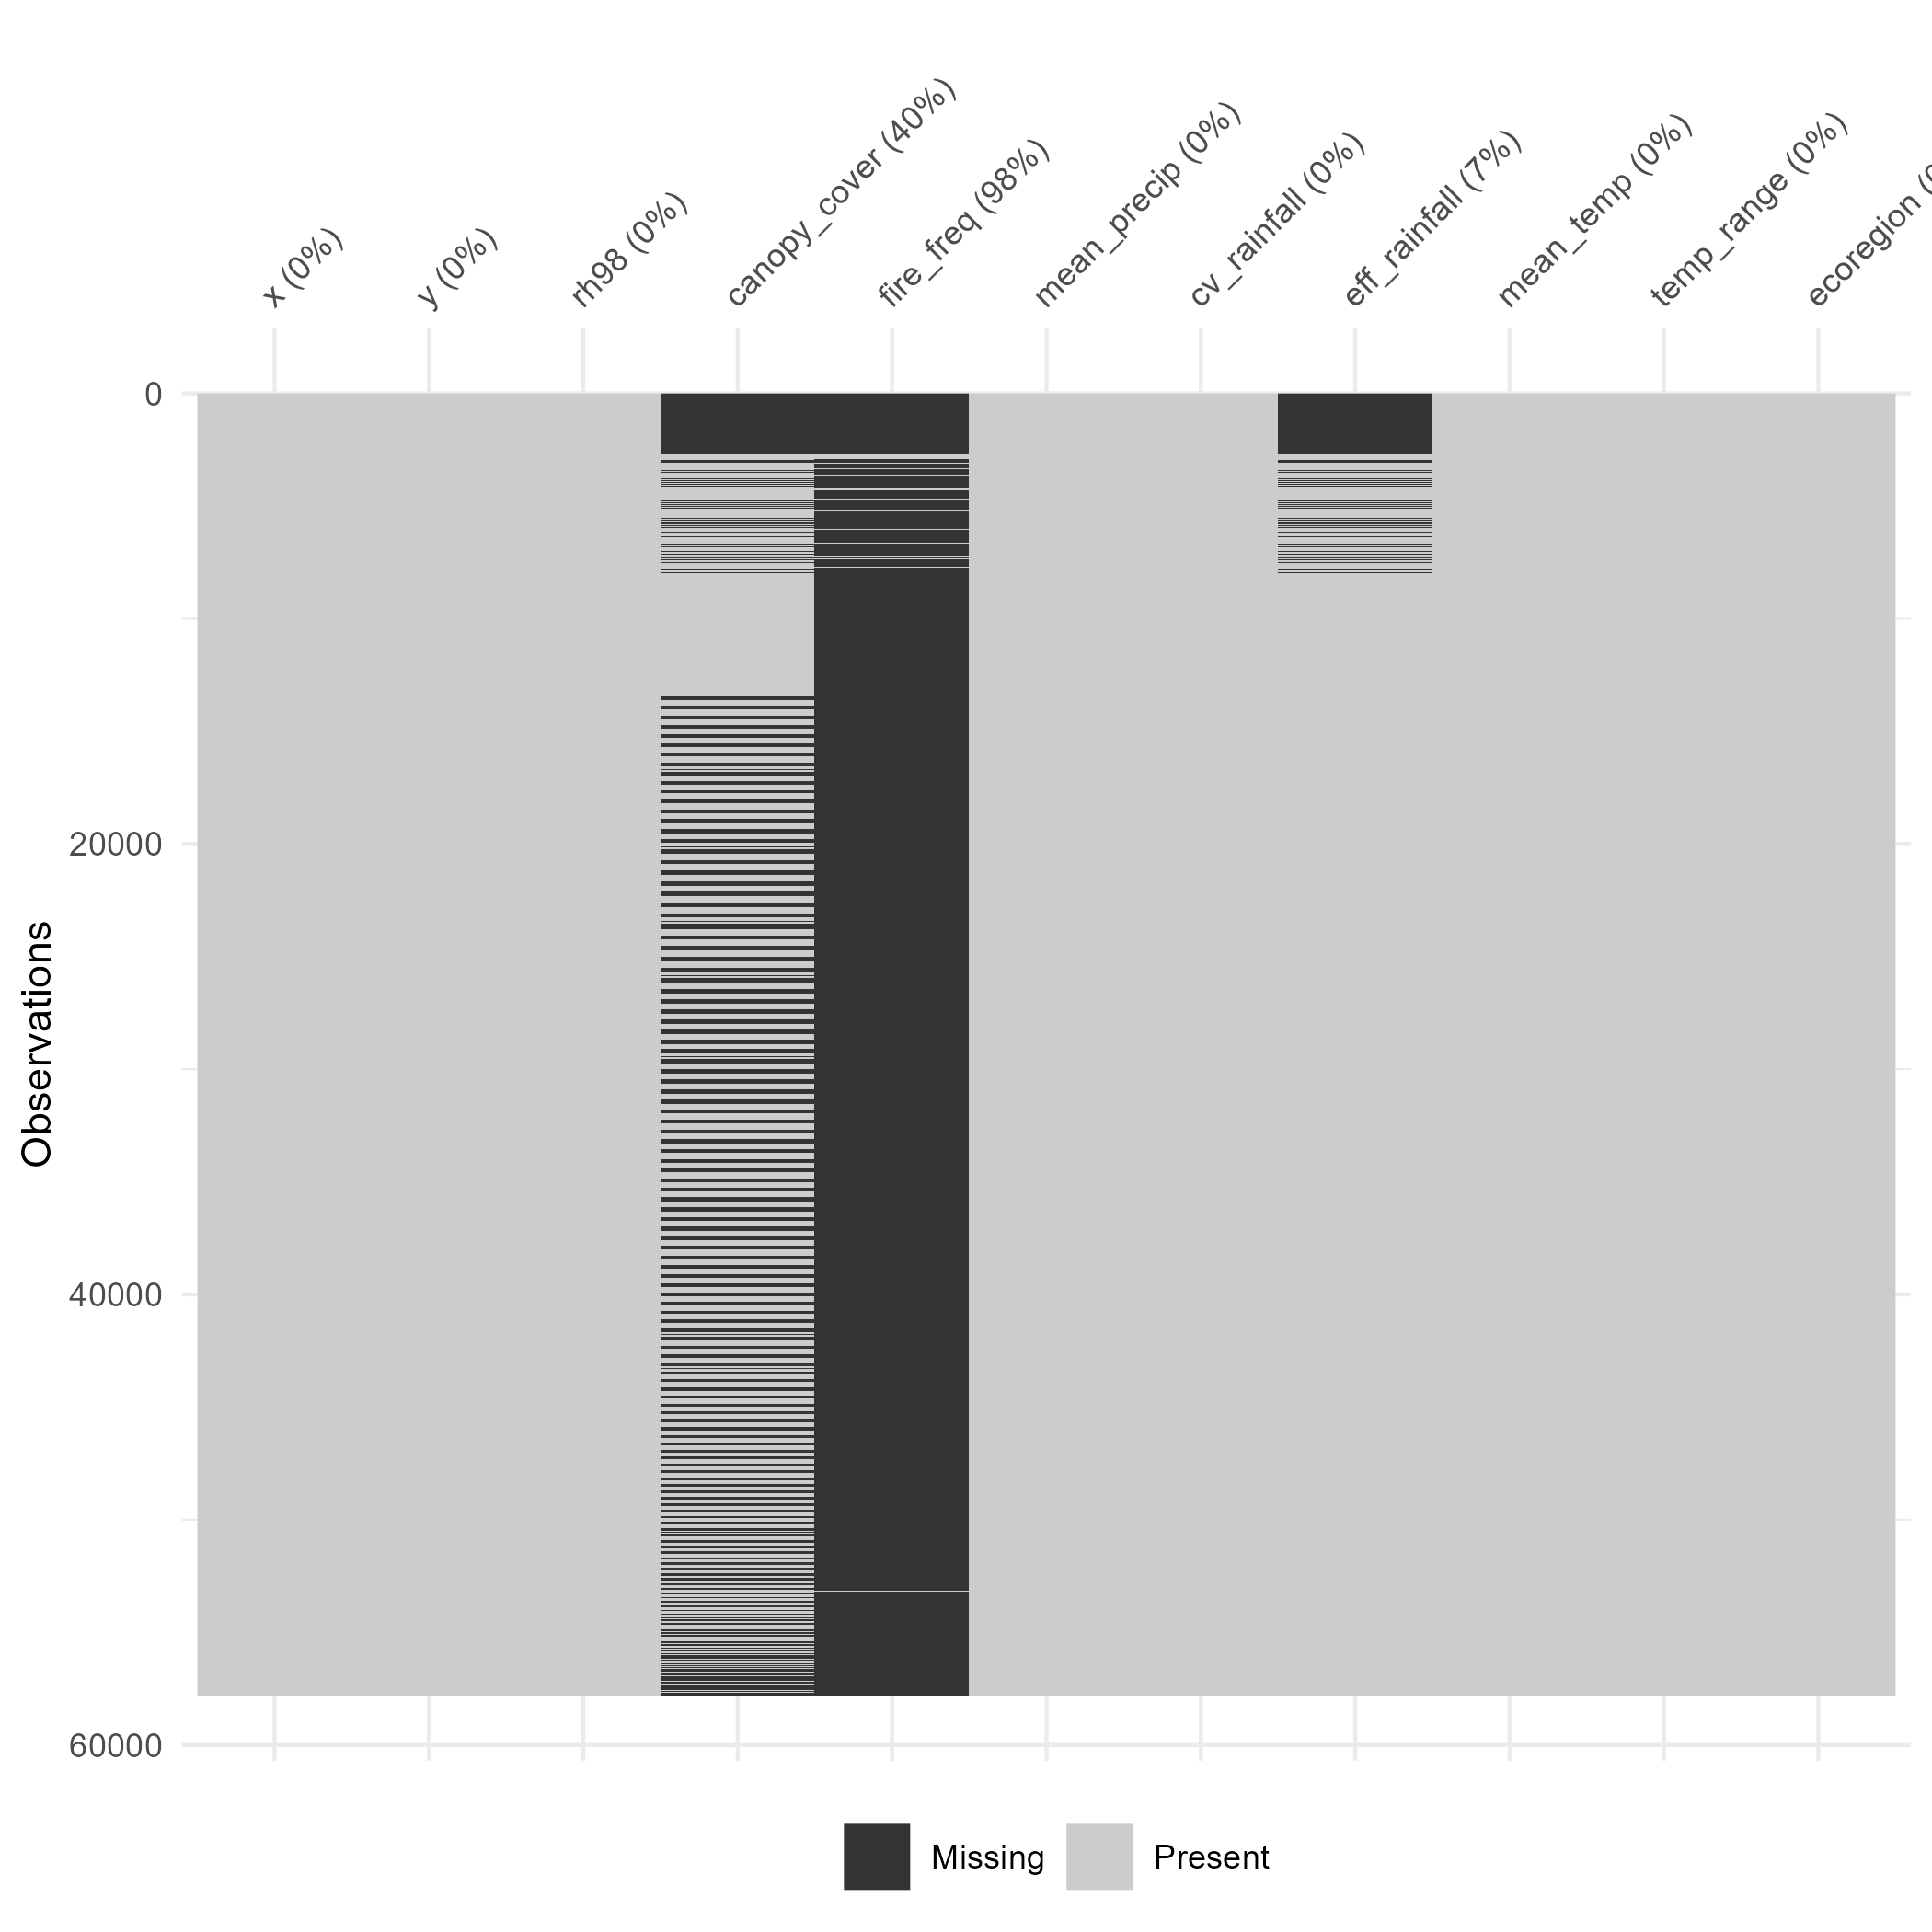 x (0%)
y (0%)
rh98 (0%)
canopy_cover (40%)
fire_freq (98%)
mean_precip (0%)
cv_rainfall (0%)
eff_rainfall (7%)
mean_temp (0%)
temp_range (0%)
ecoregion
0
20000
40000
60000
Observations
Missing
Present